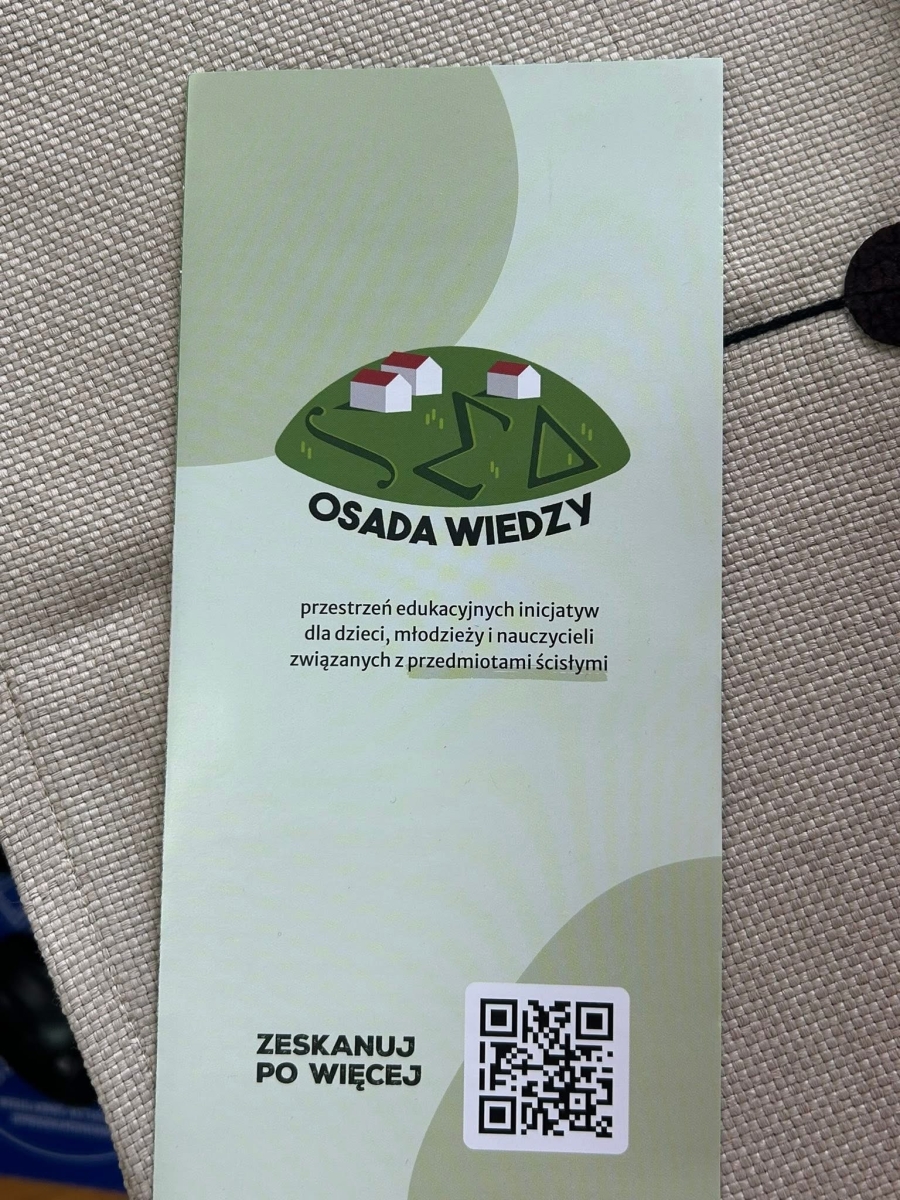 ∫ Σ Δ
OSADA WIEDZY
przestrzeń edukacyjnych inicjatyw
dla dzieci, młodzieży i nauczycieli
związanych z przedmiotami ścisłymi
ZESKANUJ
PO WIĘCEJ